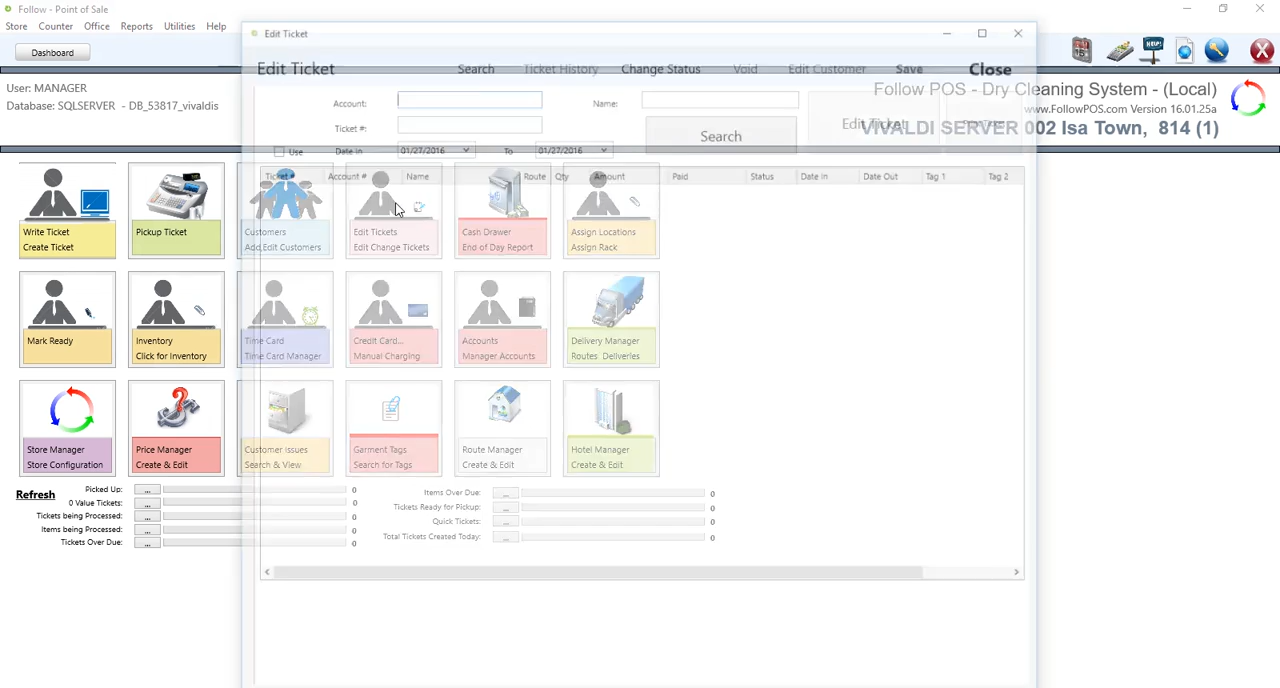 Follow - Point of Sale
Store Counter Office Reports Utilities Help
Dashboard
User: MANAGER
Database: SQLSERVER - DB_53817_vivaldis
Follow POS - Dry Cleaning System - (Local)
www.FollowPOS.com Version 16.01.25a
VIVALDI SERVER 002 Isa Town, 814 (1)
Edit Ticket
Edit Ticket Search Ticket History Change Status Void Edit Customer Save Close
Account: Name:
Ticket #: Search Edit Ticket
Use Date In 01/27/2016 To 01/27/2016
Ticket # Account # Name Route Qty Amount Paid Status Date In Date Out Tag 1 Tag 2
Write Ticket
Create Ticket
Pickup Ticket
Customers
Add,Edit Customers
Edit Tickets
Edit Change Tickets
Cash Drawer
End of Day Report
Assign Locations
Assign Rack
Mark Ready
Inventory
Click for Inventory
Time Card
Time Card Manager
Credit Card...
Manual Charging
Accounts
Manager Accounts
Delivery Manager
Routes Deliveries
Store Manager
Store Configuration
Price Manager
Create & Edit
Customer Issues
Search & View
Garment Tags
Search for Tags
Route Manager
Create & Edit
Hotel Manager
Create & Edit
Refresh
Picked Up: ... 0
0 Value Tickets: ... 0
Tickets being Processed: ... 0
Items being Processed: ... 0
Tickets Over Due: ... 0
Items Over Due: ... 0
Tickets Ready for Pickup: ... 0
Quick Tickets: ... 0
Total Tickets Created Today: ... 0